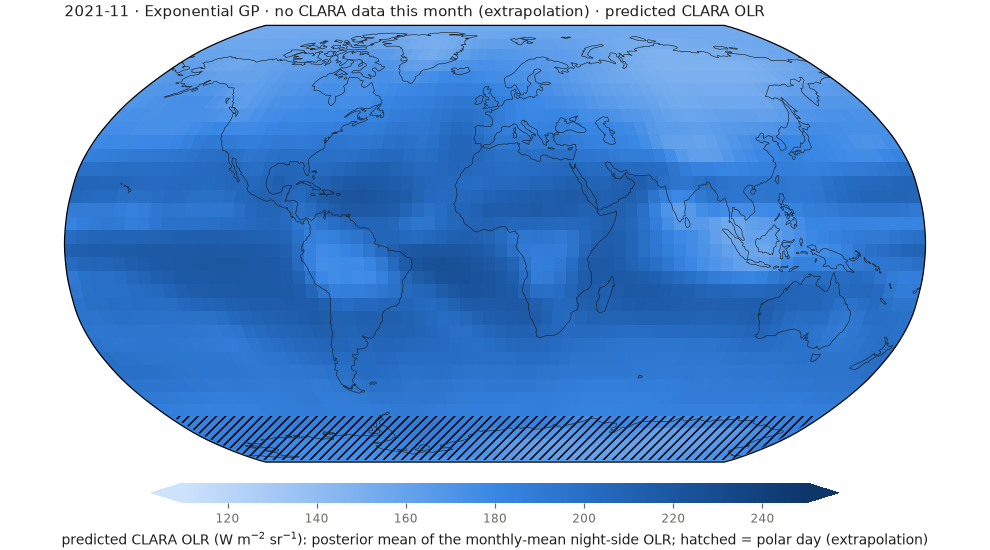 2021-11 · Exponential GP · no CLARA data this month (extrapolation) · predicted CLARA OLR
120 140 160 180 200 220 240
predicted CLARA OLR (W m⁻² sr⁻¹): posterior mean of the monthly-mean night-side OLR; hatched = polar day (extrapolation)